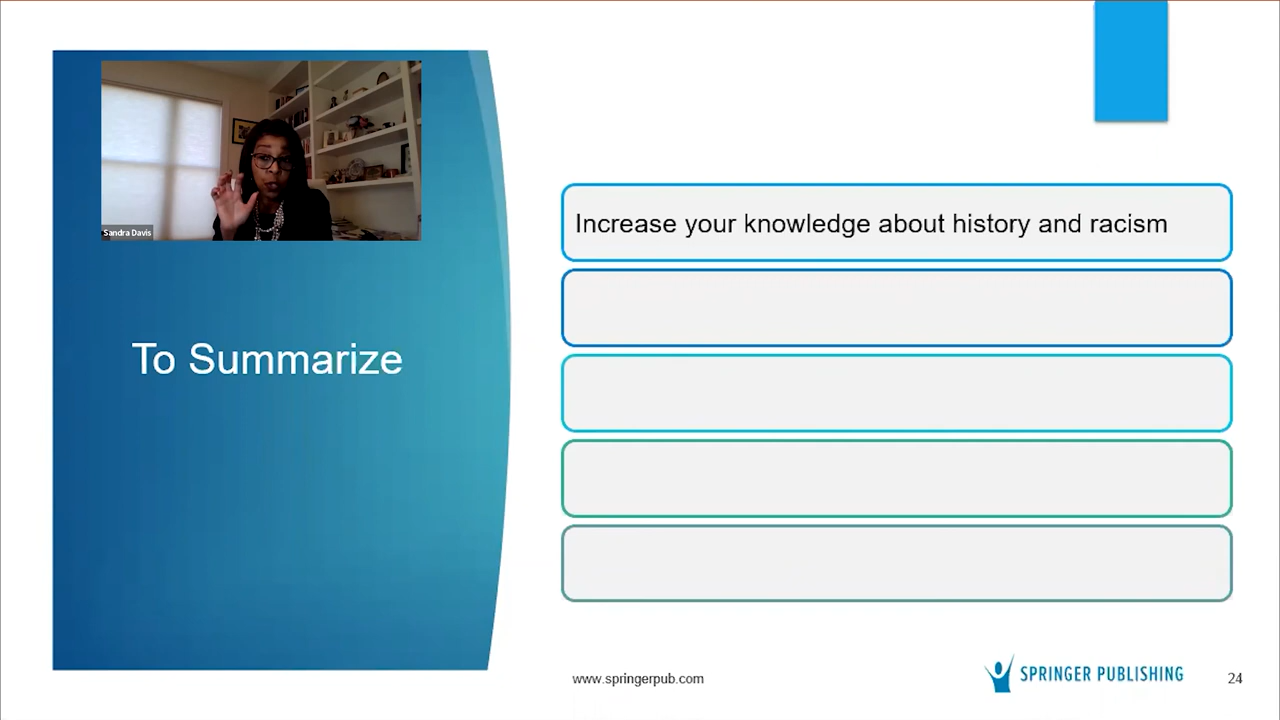 Sandra Davis
To Summarize
Increase your knowledge about history and racism
www.springerpub.com
SPRINGER PUBLISHING
24